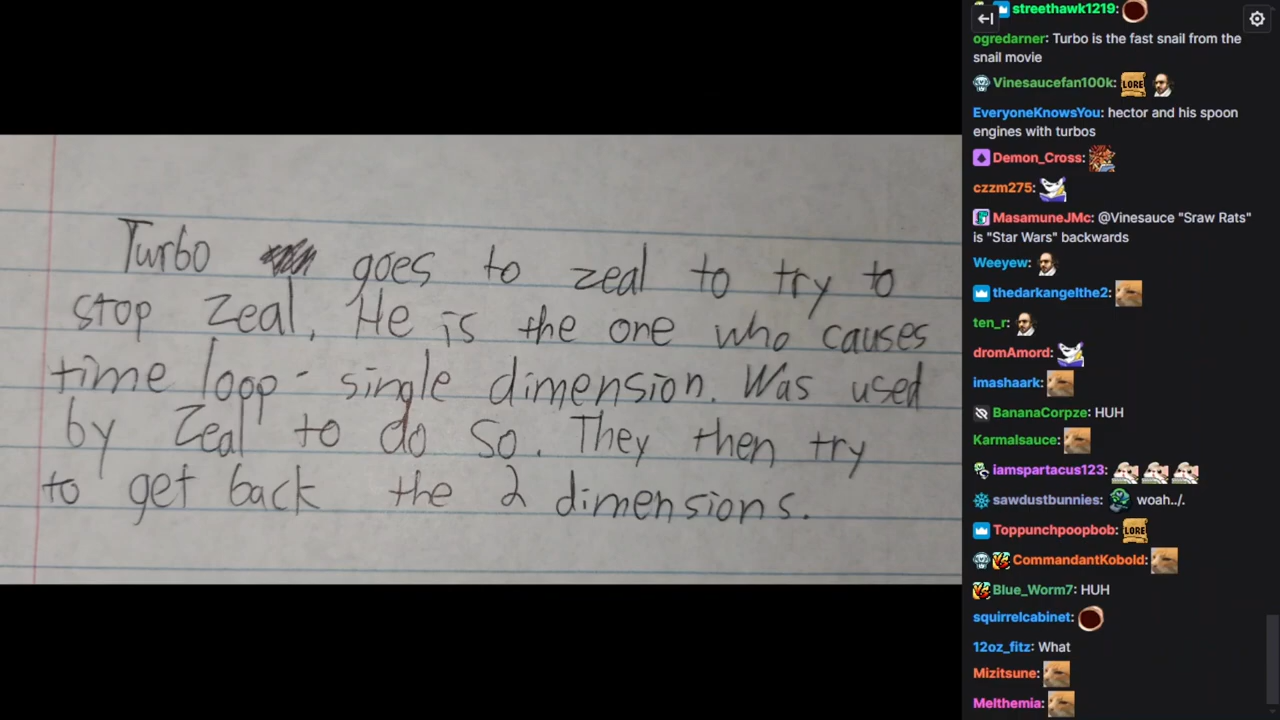 Turbo goes to zeal to try to
stop Zeal. He is the one who causes
time loop - single dimension. Was used
by Zeal to do so. They then try
to get back the 2 dimensions.
streethawk1219:
ogredarner: Turbo is the fast snail from the
snail movie
Vinesaucefan100k: LORE
EveryoneKnowsYou: hector and his spoon
engines with turbos
Demon_Cross:
czzm275:
MasamuneJMc: @Vinesauce "Sraw Rats"
is "Star Wars" backwards
Weeyew:
thedarkangelthe2:
ten_r:
dromAmord:
imashaark:
BananaCorpze: HUH
Karmalsauce:
iamspartacus123:
sawdustbunnies: woah../.
Toppunchpoopbob: LORE
CommandantKobold:
Blue_Worm7: HUH
squirrelcabinet:
12oz_fitz: What
Mizitsune:
Melthemia: